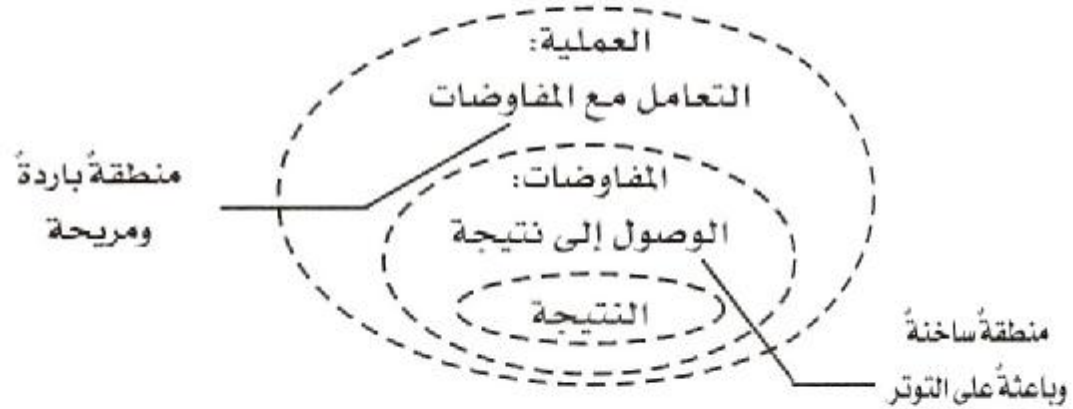 العملية:
التعامل مع المفاوضات
منطقةٌ باردةٌ
ومريحة
المفاوضات:
الوصول إلى نتيجة
النتيجة
منطقةٌ ساخنةٌ
وباعثةٌ على التوتر